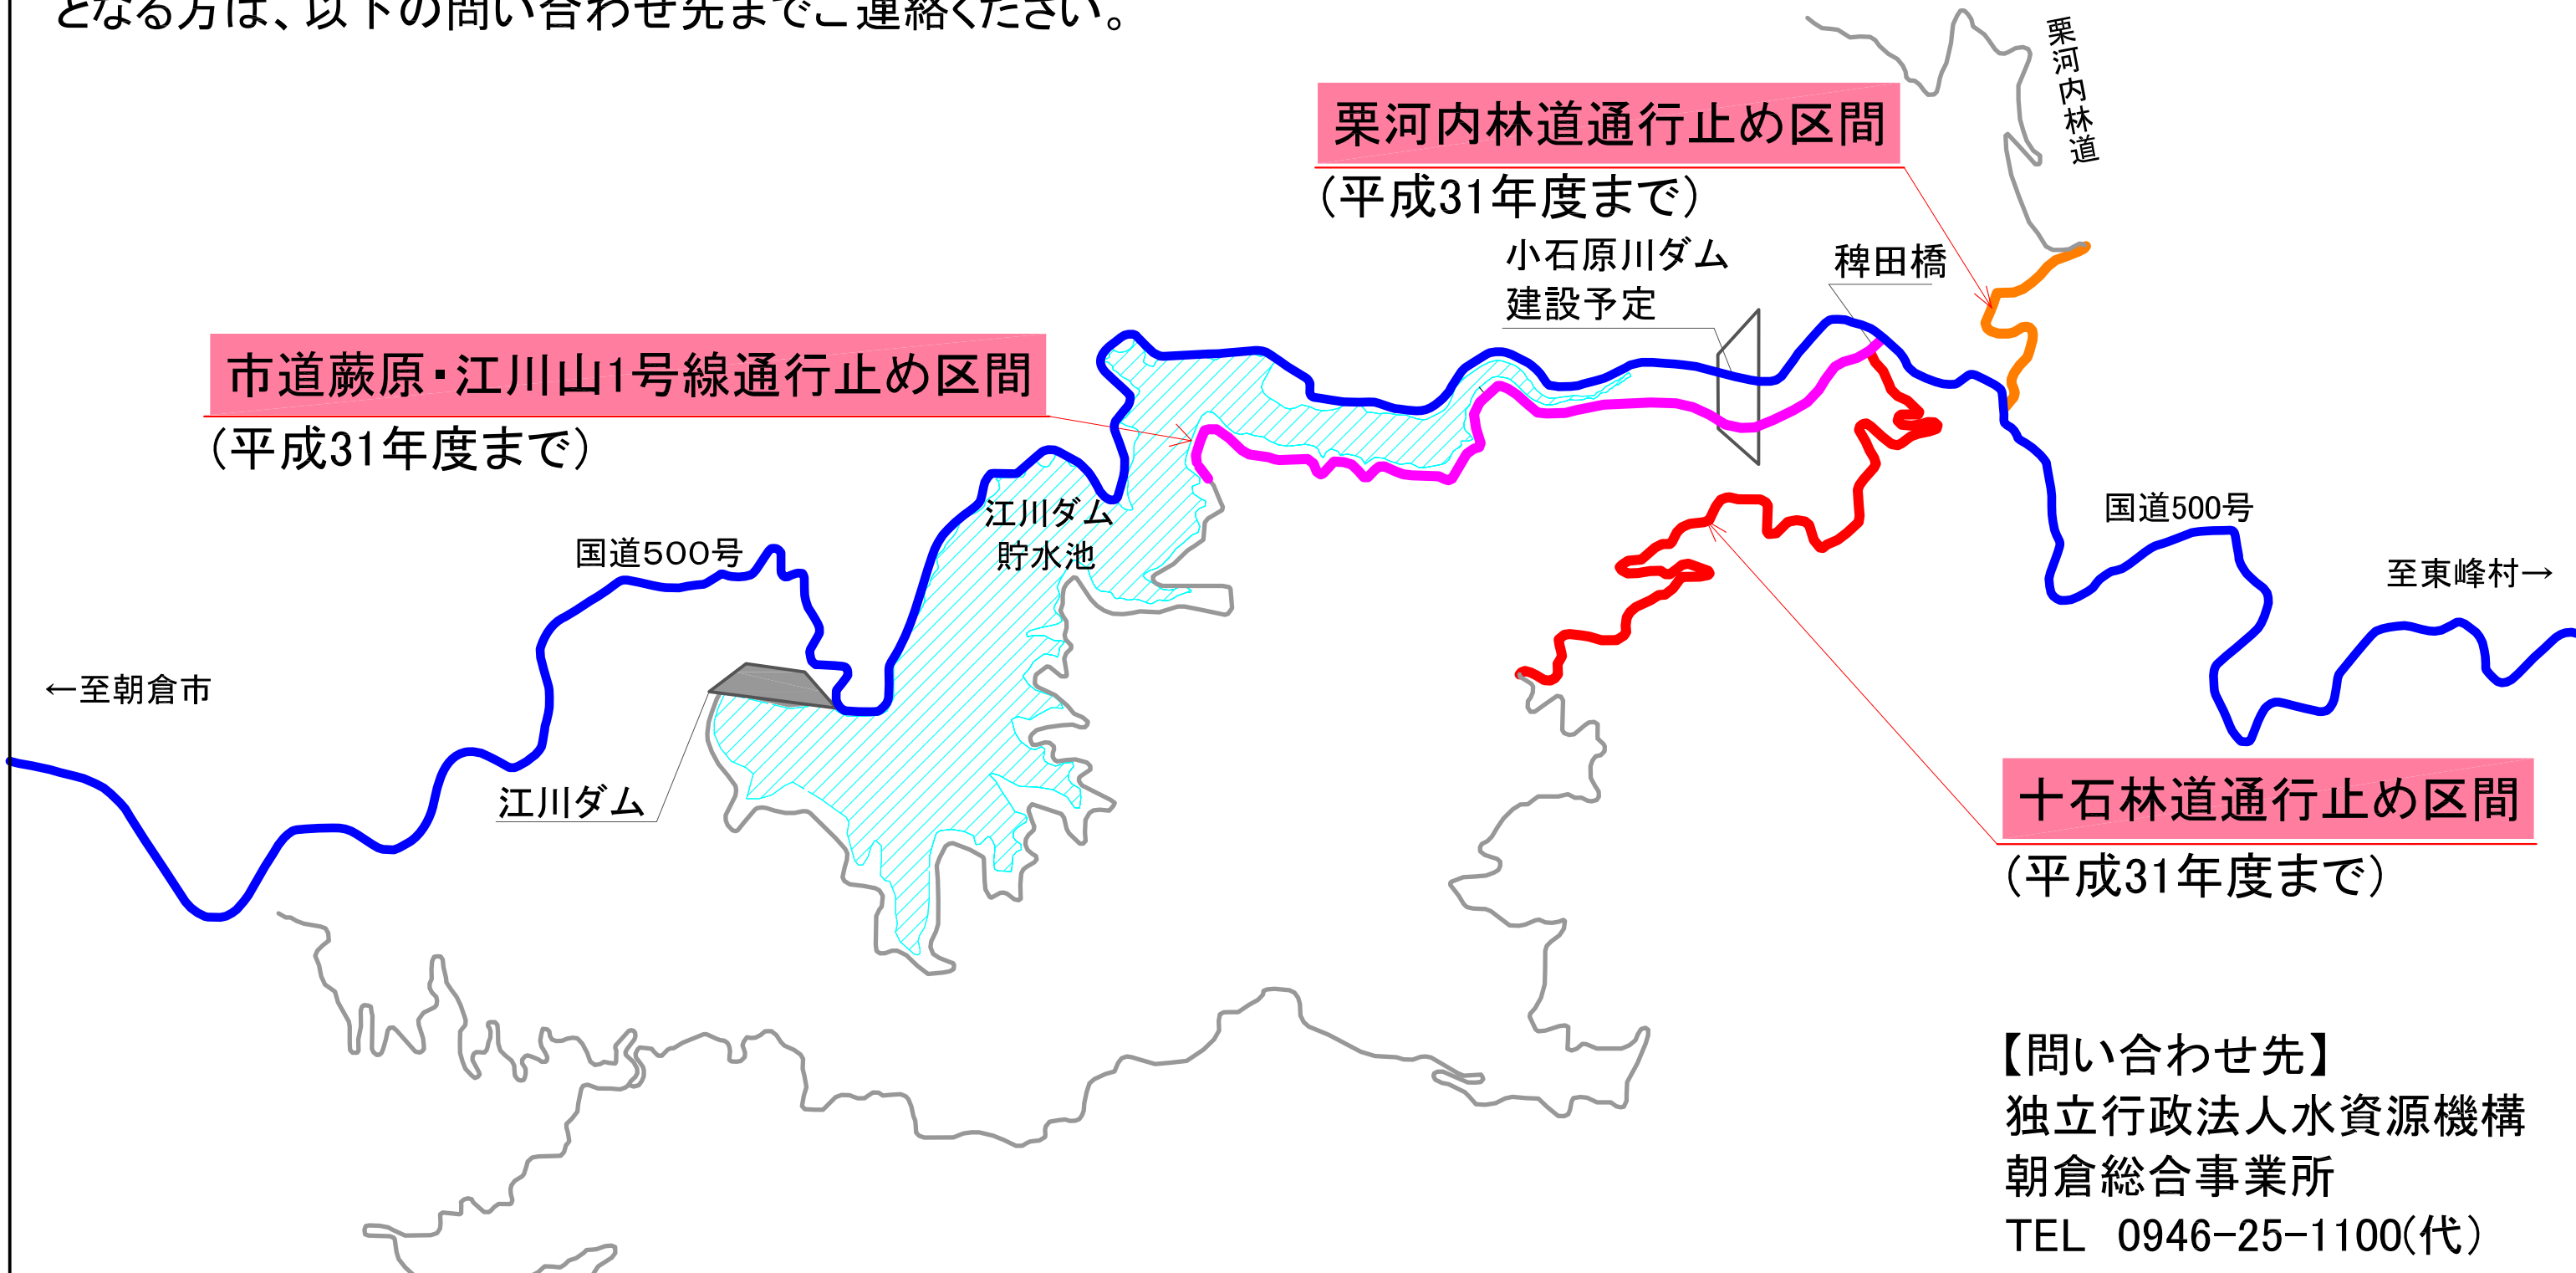 となる方は、以下の問い合わせ先までご連絡ください。
栗河内林道
栗河内林道通行止め区間
(平成31年度まで)
小石原川ダム
建設予定
稗田橋
市道蕨原・江川山1号線通行止め区間
(平成31年度まで)
江川ダム
貯水池
国道500号
国道500号
至東峰村→
←至朝倉市
江川ダム
十石林道通行止め区間
(平成31年度まで)
【問い合わせ先】
独立行政法人水資源機構
朝倉総合事業所
TEL 0946-25-1100(代)